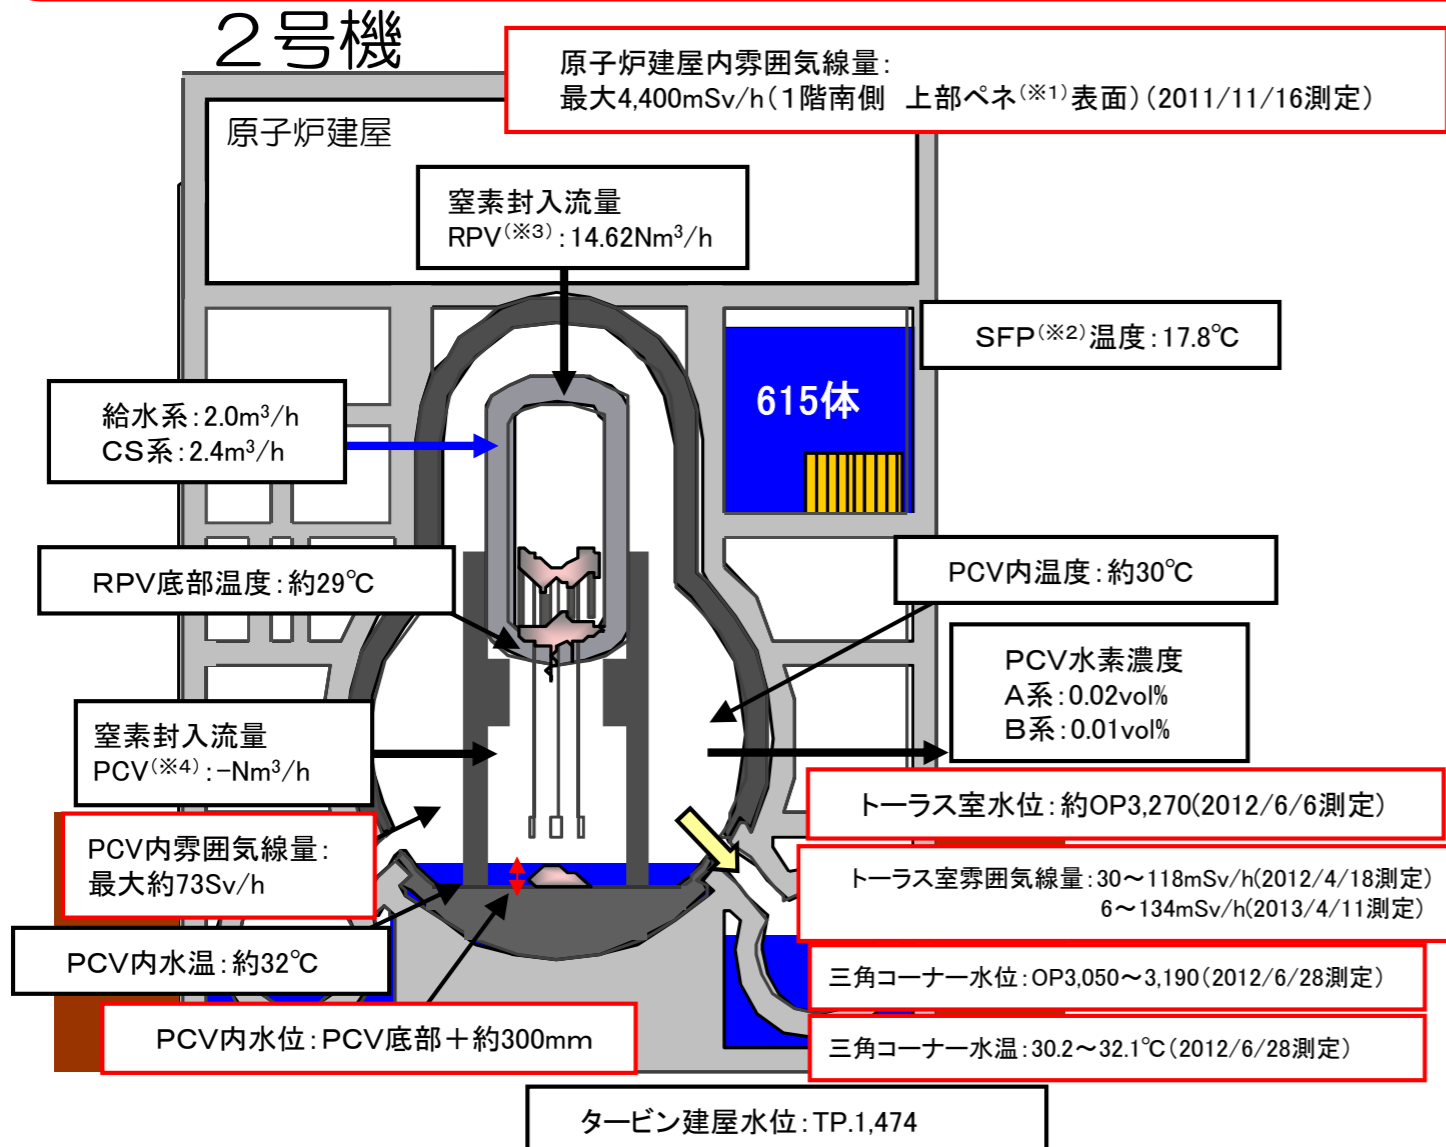 ２号機
原子炉建屋内雰囲気線量：
最大4,400mSv/h（１階南側　上部ペネ(※1)表面）（2011/11/16測定）
原子炉建屋
窒素封入流量
RPV(※3)：14.62Nm³/h
SFP(※2)温度：17.8℃
615体
給水系：2.0m³/h
CS系：2.4m³/h
RPV底部温度：約29℃
PCV内温度：約30℃
PCV水素濃度
A系：0.02vol%
B系：0.01vol%
窒素封入流量
PCV(※4)：-Nm³/h
トーラス室水位：約OP3,270(2012/6/6測定)
PCV内雰囲気線量：
最大約73Sv/h
トーラス室雰囲気線量：30～118mSv/h(2012/4/18測定)
6～134mSv/h(2013/4/11測定)
PCV内水温：約32℃
三角コーナー水位：OP3,050～3,190(2012/6/28測定)
PCV内水位：PCV底部＋約300mm
三角コーナー水温：30.2～32.1℃(2012/6/28測定)
タービン建屋水位：TP.1,474